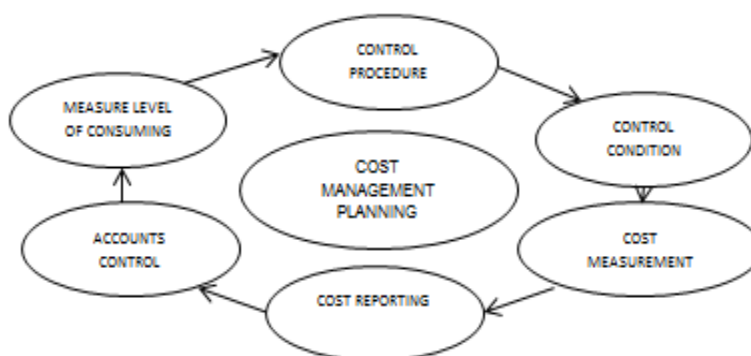 CONTROL
PROCEDURE
MEASURE LEVEL
OF CONSUMING
CONTROL
CONDITION
COST
MANAGEMENT
PLANNING
ACCOUNTS
CONTROL
COST
MEASUREMENT
COST REPORTING